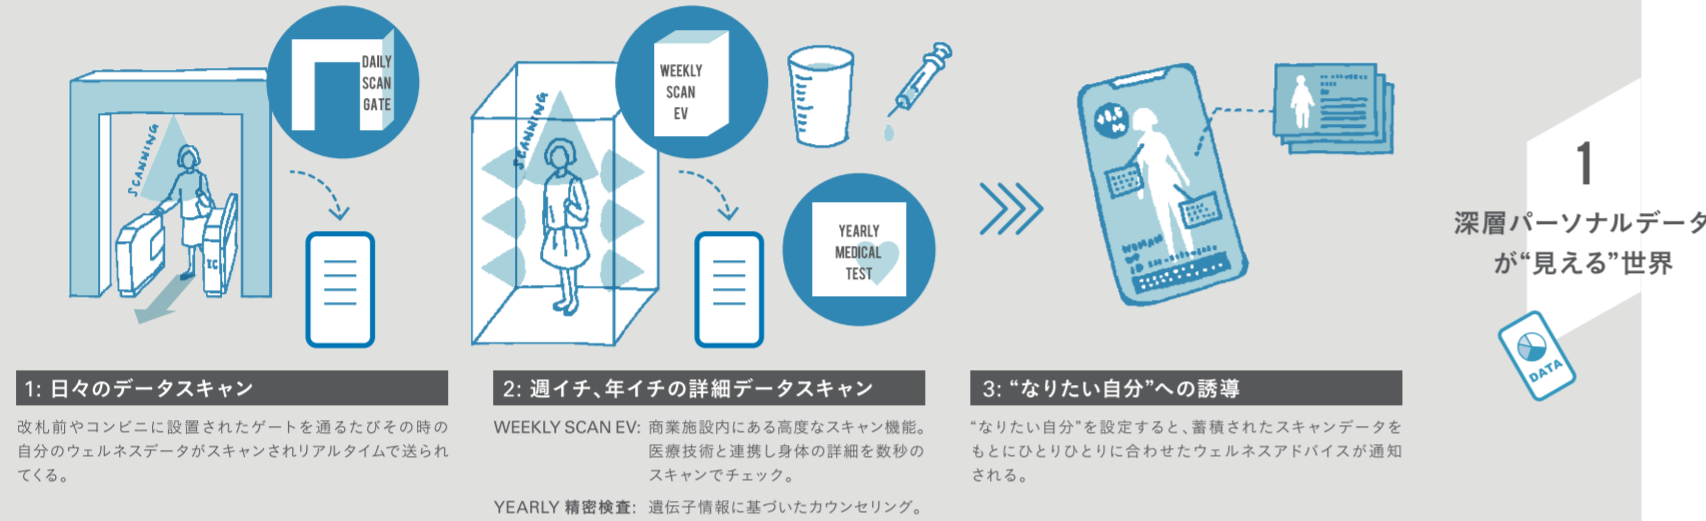 DAILY
SCAN
GATE
SCANNING
IC
1: 日々のデータスキャン
改札前やコンビニに設置されたゲートを通るたびその時の
自分のウェルネスデータがスキャンされリアルタイムで送られ
てくる。
WEEKLY
SCAN
EV
SCANNING
YEARLY
MEDICAL
TEST
2: 週イチ、年イチの詳細データスキャン
WEEKLY SCAN EV: 商業施設内にある高度なスキャン機能。
医療技術と連携し身体の詳細を数秒の
スキャンでチェック。
YEARLY 精密検査: 遺伝子情報に基づいたカウンセリング。
WOMAN
3: “なりたい自分”への誘導
“なりたい自分”を設定すると、蓄積されたスキャンデータを
もとにひとりひとりに合わせたウェルネスアドバイスが通知
される。
1
深層パーソナルデータ
が“見える”世界
DATA